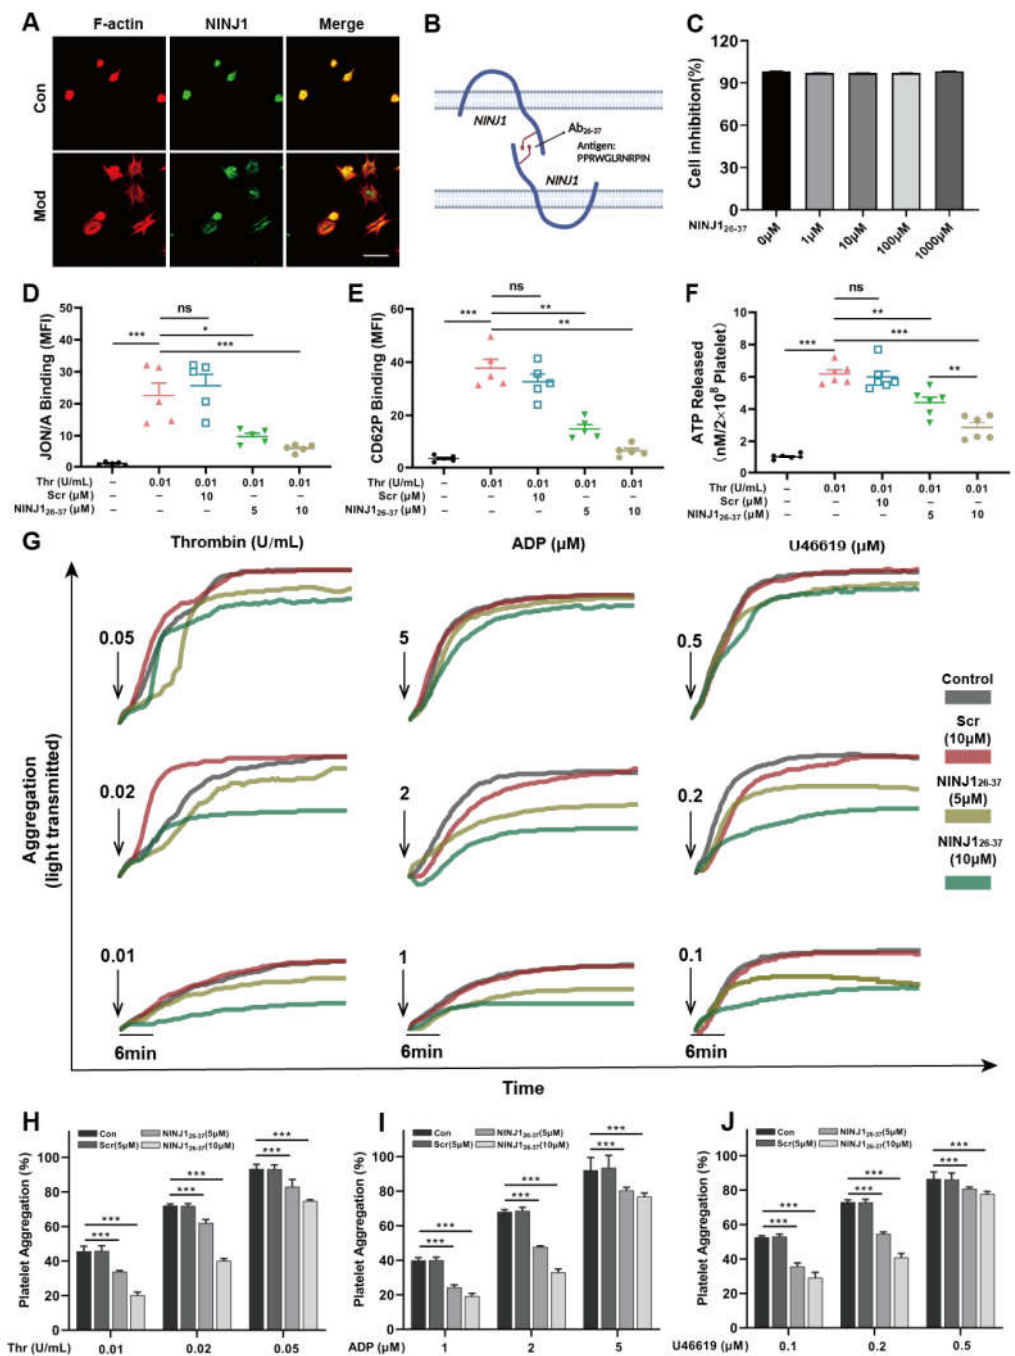 A
F-actin
NINJ1
Merge
Con
Mod
B
NINJ1
Ab26-37
Antigen:
PPRWGLRNRPIN
NINJ1
C
Cell inhibition(%)
120
90
60
30
0
NINJ126-37
0μM
1μM
10μM
100μM
1000μM
D
JON/A Binding (MFI)
50
40
30
20
10
0
ns
*
***
***
Thr (U/mL) – 0.01 0.01 0.01 0.01
Scr (μM) – – 10 – –
NINJ126-37 (μM) – – – 5 10
E
CD62P Binding (MFI)
60
40
20
0
ns
**
***
**
Thr (U/mL) – 0.01 0.01 0.01 0.01
Scr (μM) – – 10 – –
NINJ126-37 (μM) – – – 5 10
F
ATP Released
(nM/2×10⁸ Platelet)
10
8
6
4
2
0
ns
**
***
***
**
Thr (U/mL) – 0.01 0.01 0.01 0.01
Scr (μM) – – 10 – –
NINJ126-37 (μM) – – – 5 10
G
Thrombin (U/mL)
ADP (μM)
U46619 (μM)
Aggregation
(light transmitted)
0.05
5
0.5
0.02
2
0.2
0.01
1
0.1
6min
6min
6min
Time
Control
Scr
(10μM)
NINJ126-37
(5μM)
NINJ126-37
(10μM)
H
Con
NINJ126-37(5μM)
Scr(5μM)
NINJ126-37(10μM)
Platelet Aggregation (%)
100
80
60
40
20
0
***
***
***
***
***
***
Thr (U/mL) 0.01 0.02 0.05
I
Con
NINJ126-37(5μM)
Scr(5μM)
NINJ126-37(10μM)
Platelet Aggregation (%)
100
80
60
40
20
0
***
***
***
***
***
***
ADP (μM) 1 2 5
J
Con
NINJ126-37(5μM)
Scr(5μM)
NINJ126-37(10μM)
Platelet Aggregation (%)
100
80
60
40
20
0
***
***
***
***
***
***
U46619 (μM) 0.1 0.2 0.5